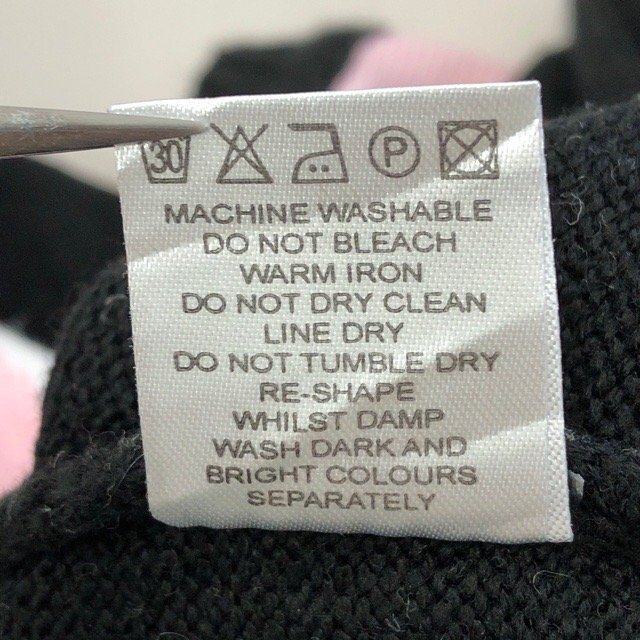 30 P
MACHINE WASHABLE
DO NOT BLEACH
WARM IRON
DO NOT DRY CLEAN
LINE DRY
DO NOT TUMBLE DRY
RE-SHAPE
WHILST DAMP
WASH DARK AND
BRIGHT COLOURS
SEPARATELY